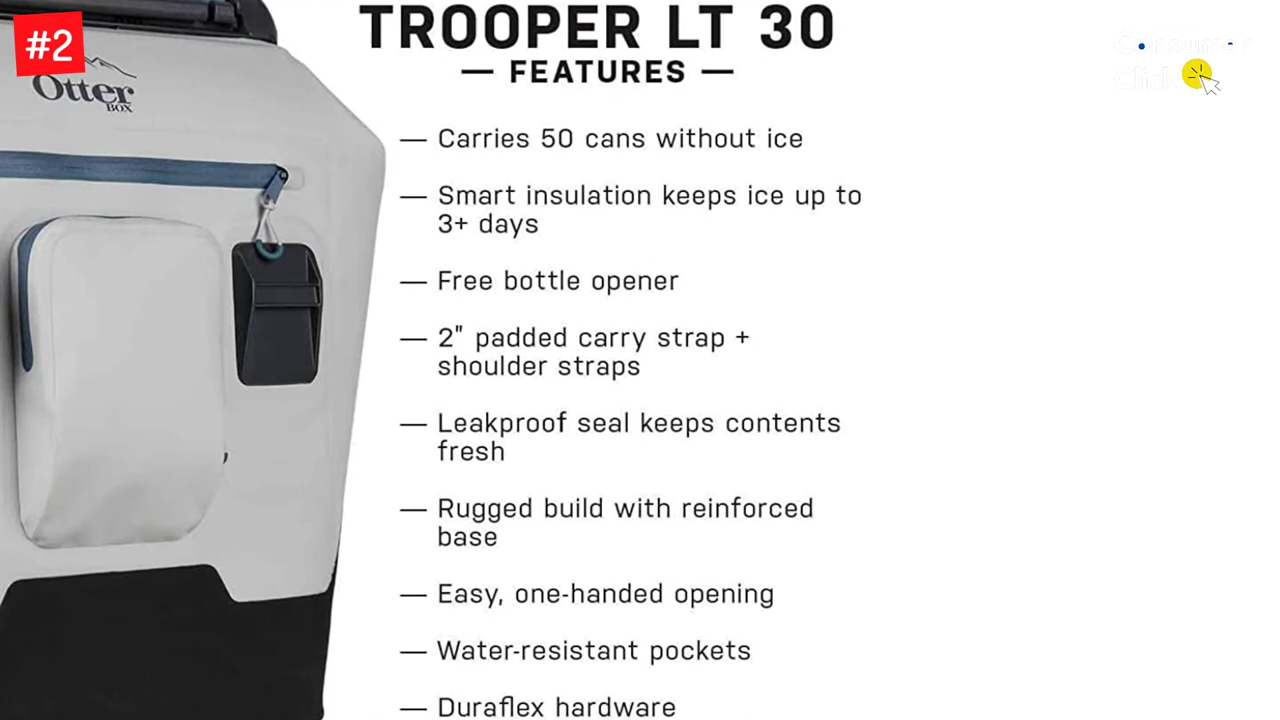 TROOPER LT 30
#2
FEATURES
Otter
BOX
Consumer
Click
— Carries 50 cans without ice
— Smart insulation keeps ice up to
3+ days
— Free bottle opener
— 2" padded carry strap +
shoulder straps
— Leakproof seal keeps contents
fresh
— Rugged build with reinforced
base
— Easy, one-handed opening
— Water-resistant pockets
— Duraflex hardware